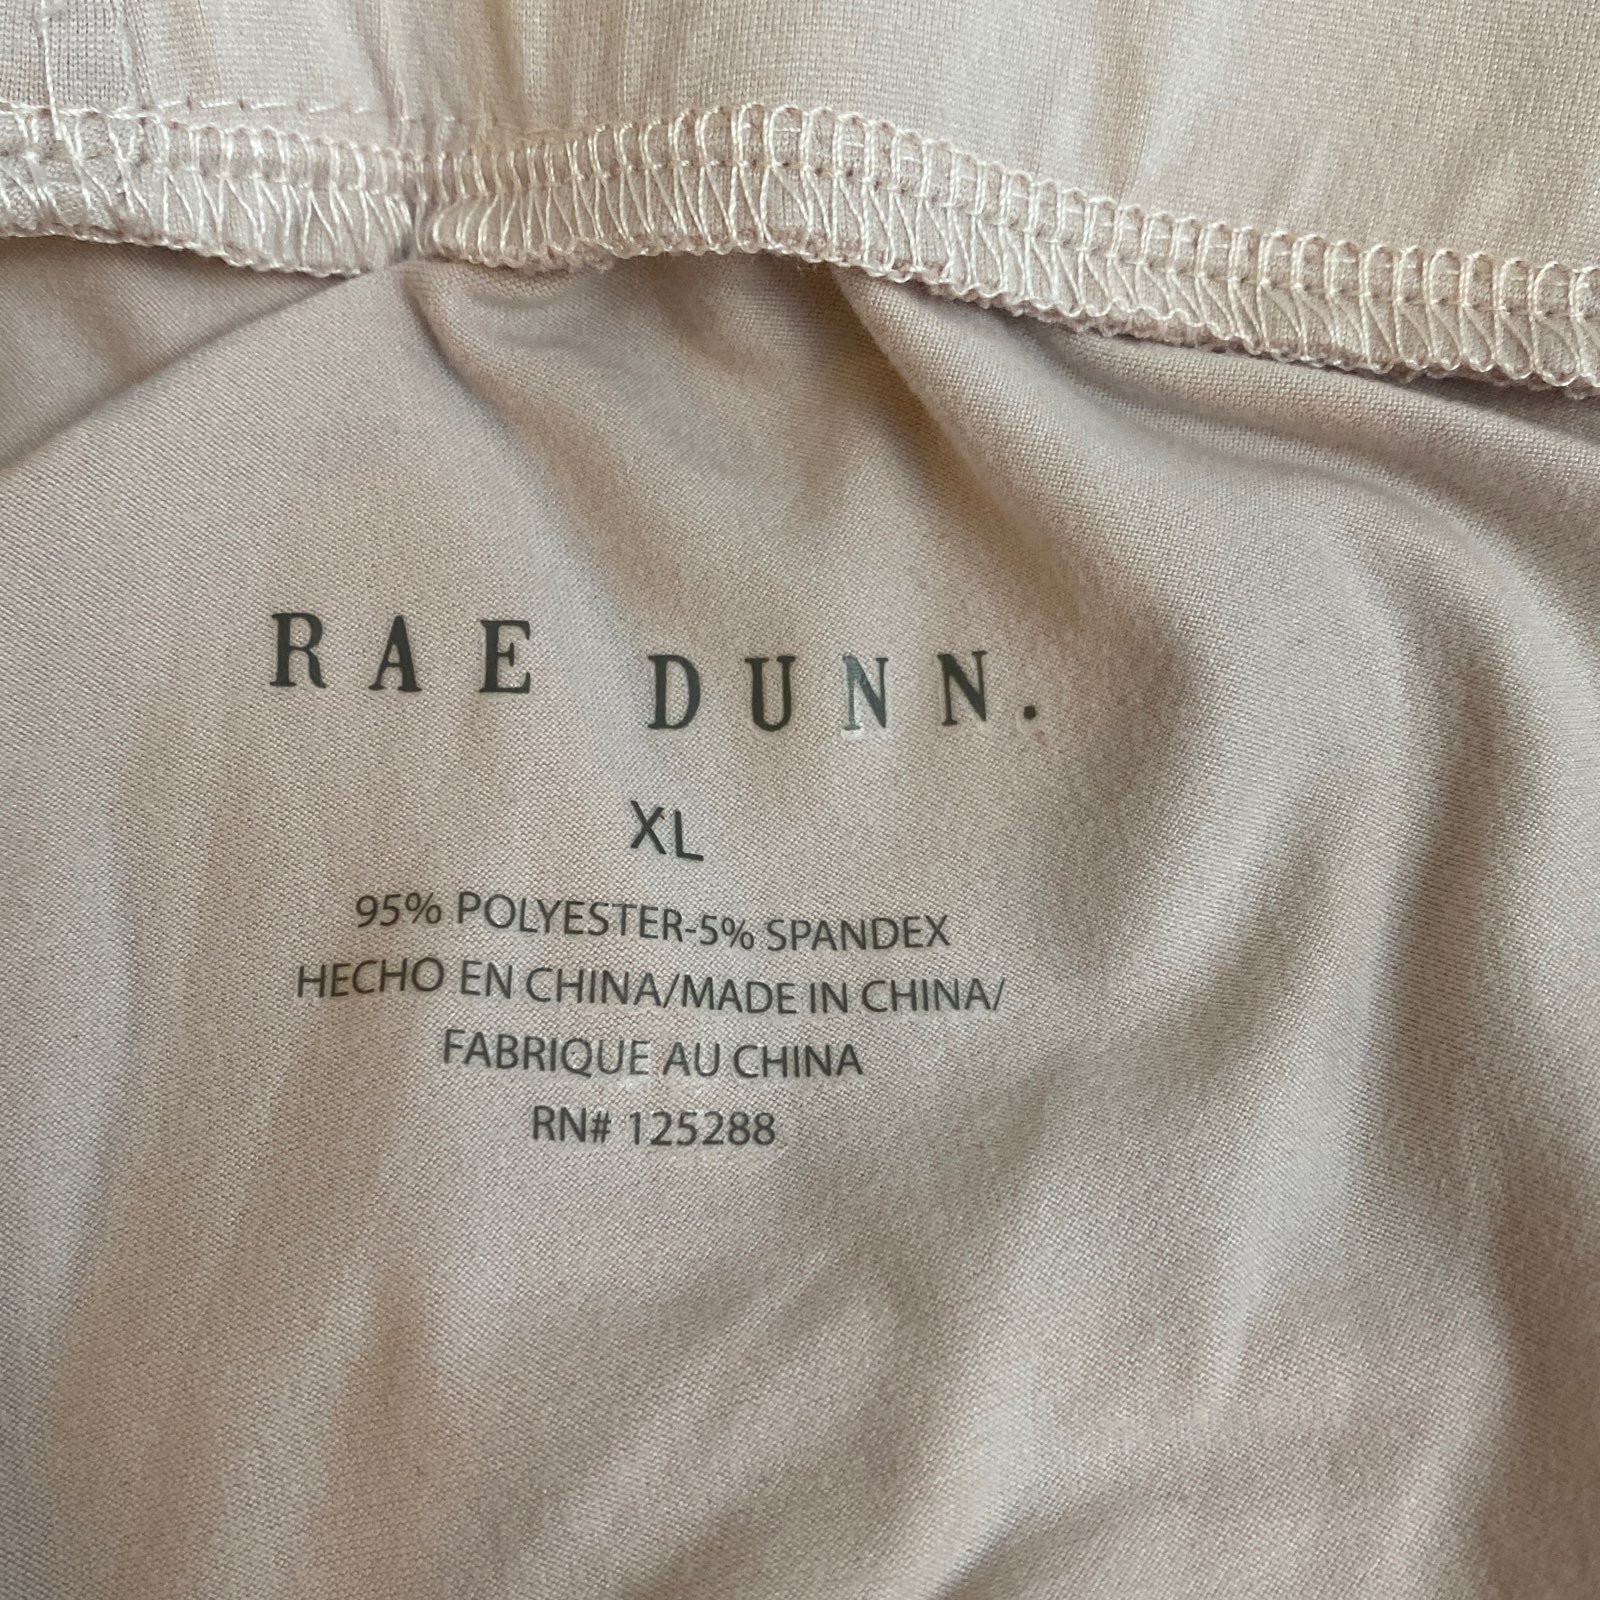 RAE DUNN.
XL
95% POLYESTER-5% SPANDEX
HECHO EN CHINA/MADE IN CHINA/
FABRIQUE AU CHINA
RN# 125288